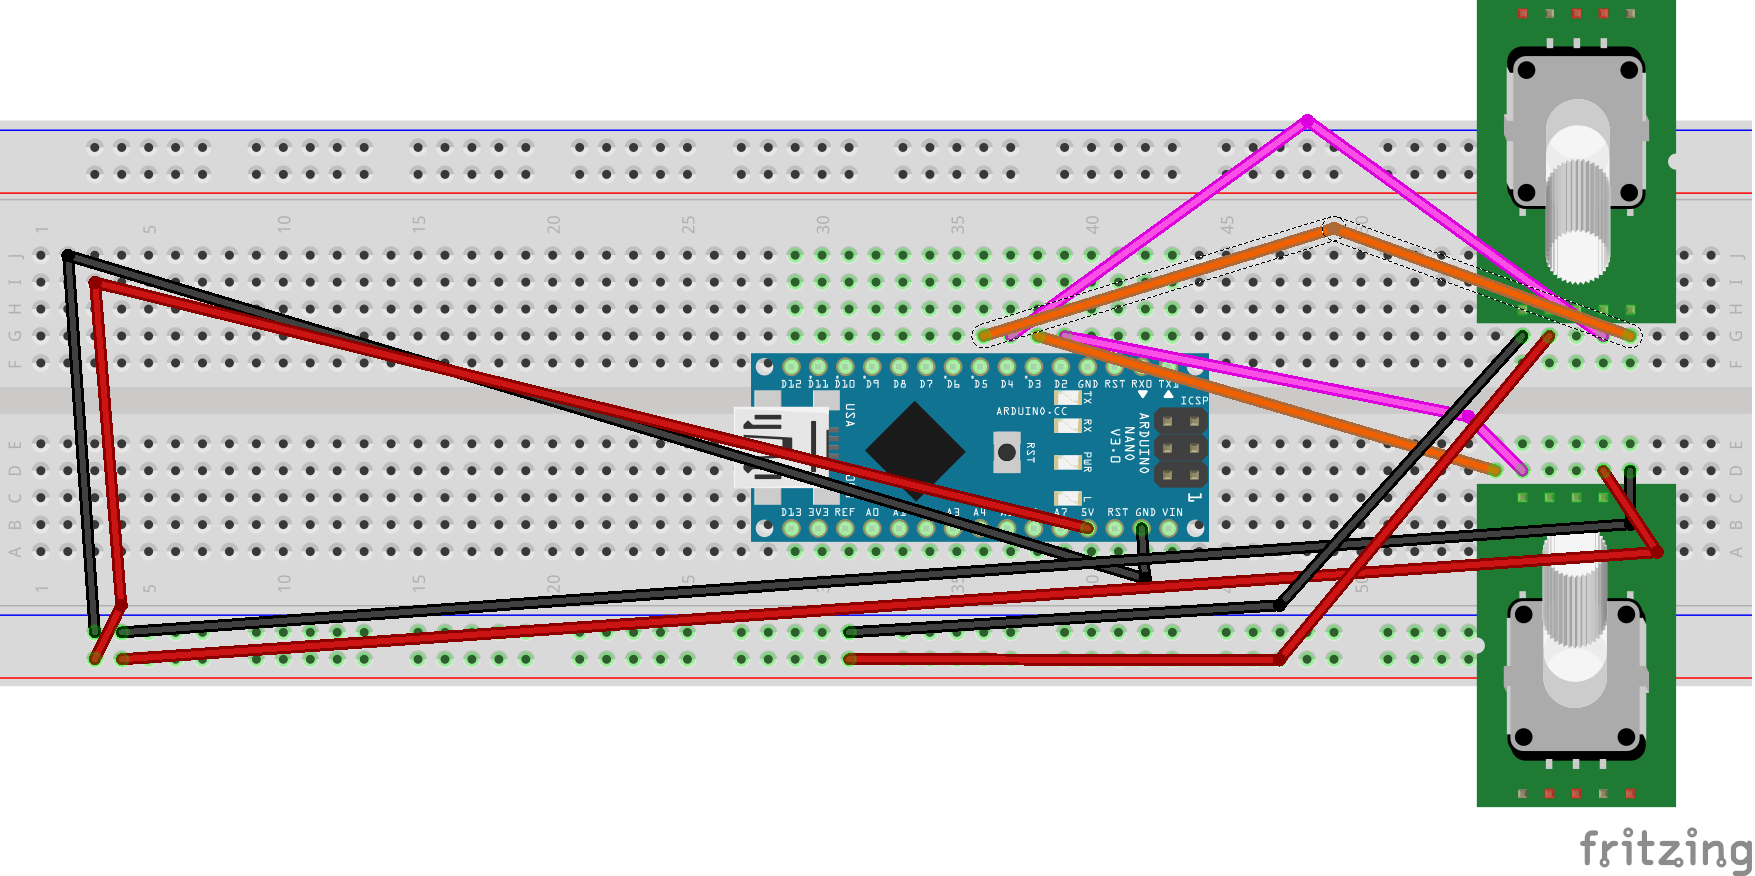 1 5 10 15 20 25 30 35 40 45 50
J J
I I
H H
G G
F F
D12 D11 D10 D9 D8 D7 D6 D5 D4 D3 D2 GND RST RX0 TX1
ICSP
ARDUINO.CC
TX
RX
PWR
L
USA
RST
ARDUINO
NANO
V3.0
1
E E
D D
C C
B B
A A
D13 3V3 REF A0 A1 A3 A4 A7 5V RST GND VIN
1 5 10 15 20 25 30 35 50
fritzing